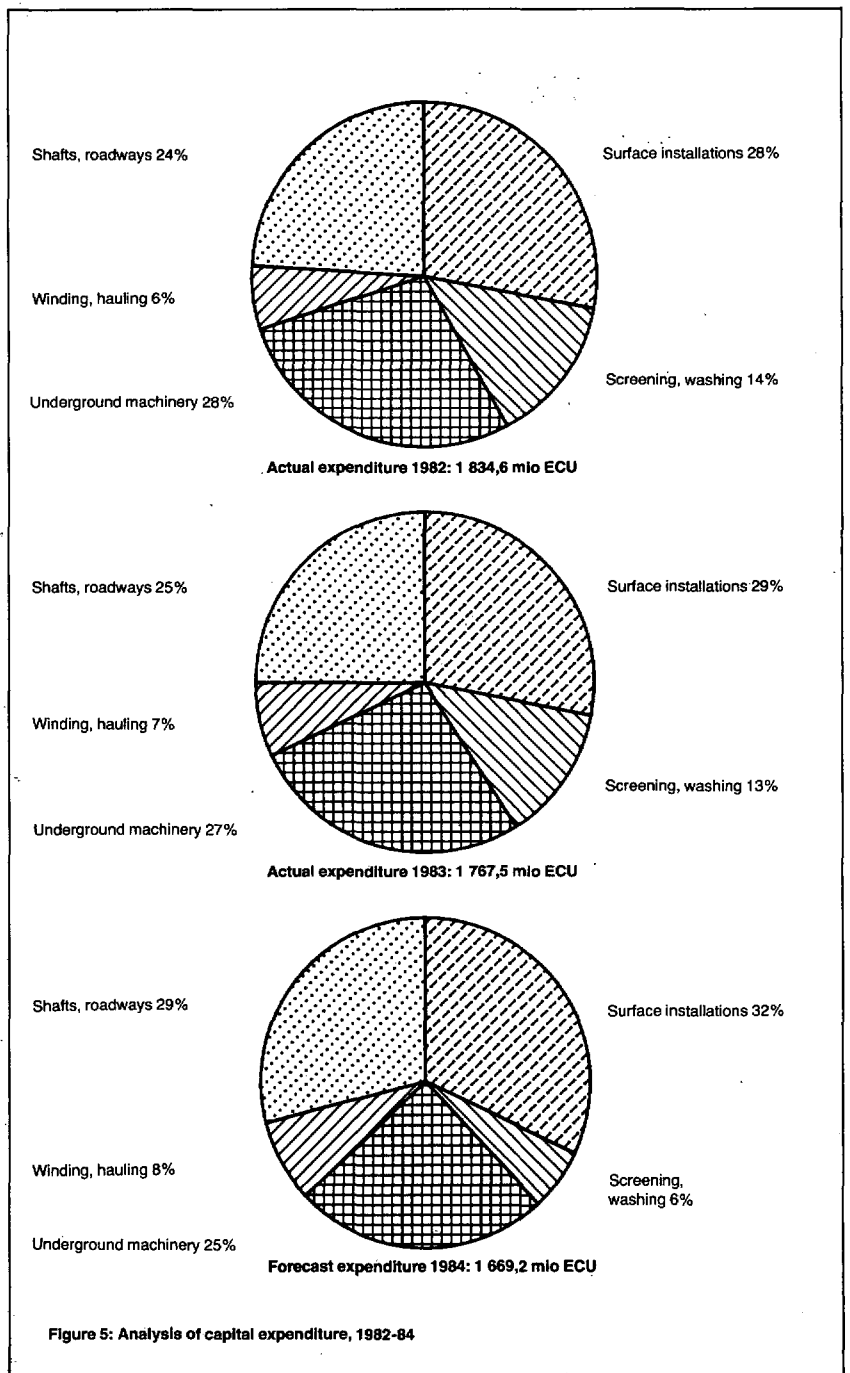 Shafts, roadways 24%
Surface installations 28%
Winding, hauling 6%
Screening, washing 14%
Underground machinery 28%
Actual expenditure 1982: 1 834,6 mio ECU
Shafts, roadways 25%
Surface installations 29%
Winding, hauling 7%
Screening, washing 13%
Underground machinery 27%
Actual expenditure 1983: 1 767,5 mio ECU
Shafts, roadways 29%
Surface installations 32%
Winding, hauling 8%
Screening,
washing 6%
Underground machinery 25%
Forecast expenditure 1984: 1 669,2 mio ECU
Figure 5: Analysis of capital expenditure, 1982-84